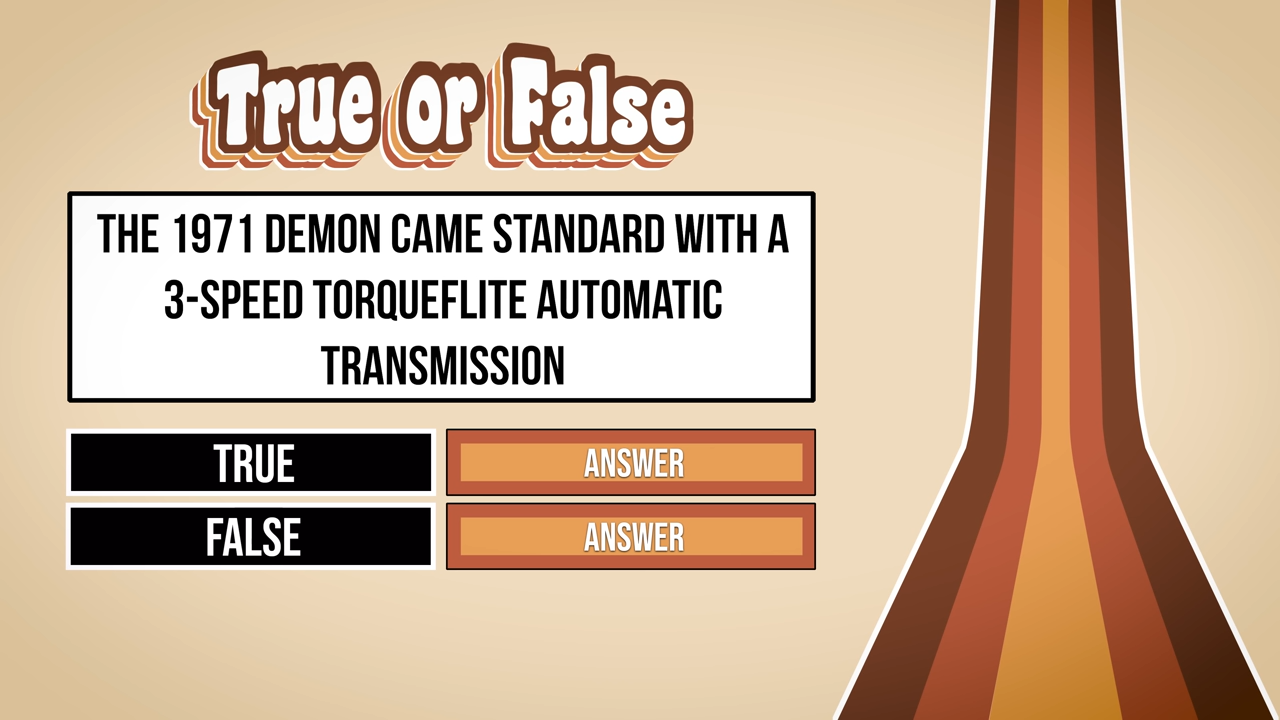 True or False
THE 1971 DEMON CAME STANDARD WITH A
3-SPEED TORQUEFLITE AUTOMATIC
TRANSMISSION
TRUE
ANSWER
FALSE
ANSWER